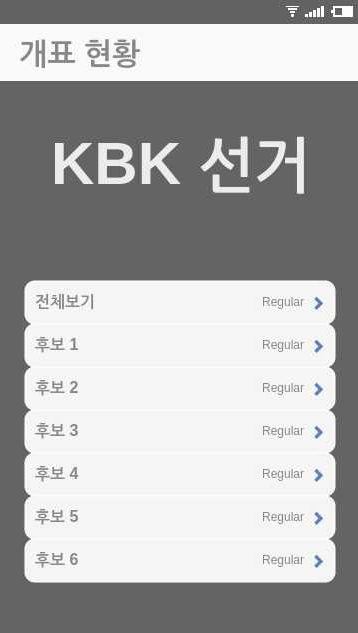 개표 현황
KBK 선거
전체보기 Regular
후보 1 Regular
후보 2 Regular
후보 3 Regular
후보 4 Regular
후보 5 Regular
후보 6 Regular